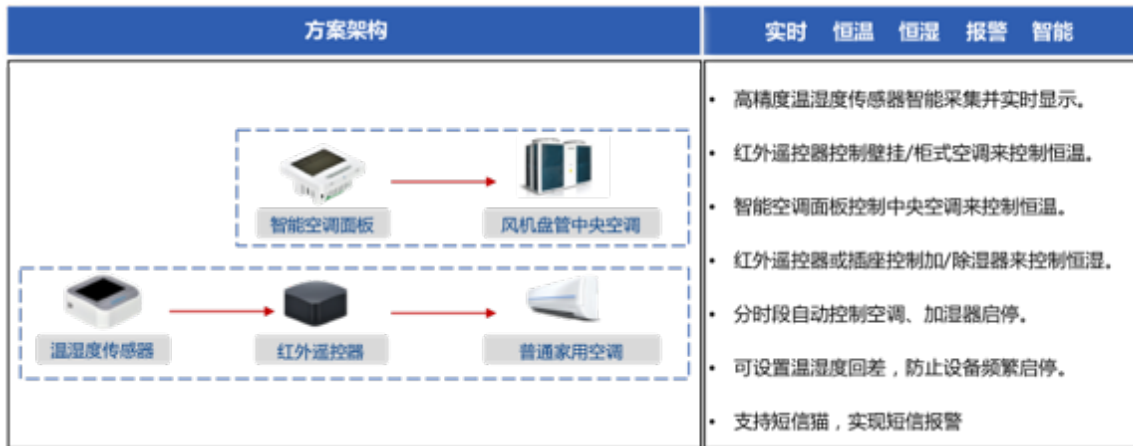 方案架构
实时 恒温 恒湿 报警 智能
智能空调面板
风机盘管中央空调
温湿度传感器
红外遥控器
普通家用空调
• 高精度温湿度传感器智能采集并实时显示。
• 红外遥控器控制壁挂/柜式空调来控制恒温。
• 智能空调面板控制中央空调来控制恒温。
• 红外遥控器或插座控制加/除湿器来控制恒湿。
• 分时段自动控制空调、加湿器启停。
• 可设置温湿度回差，防止设备频繁启停。
• 支持短信猫，实现短信报警